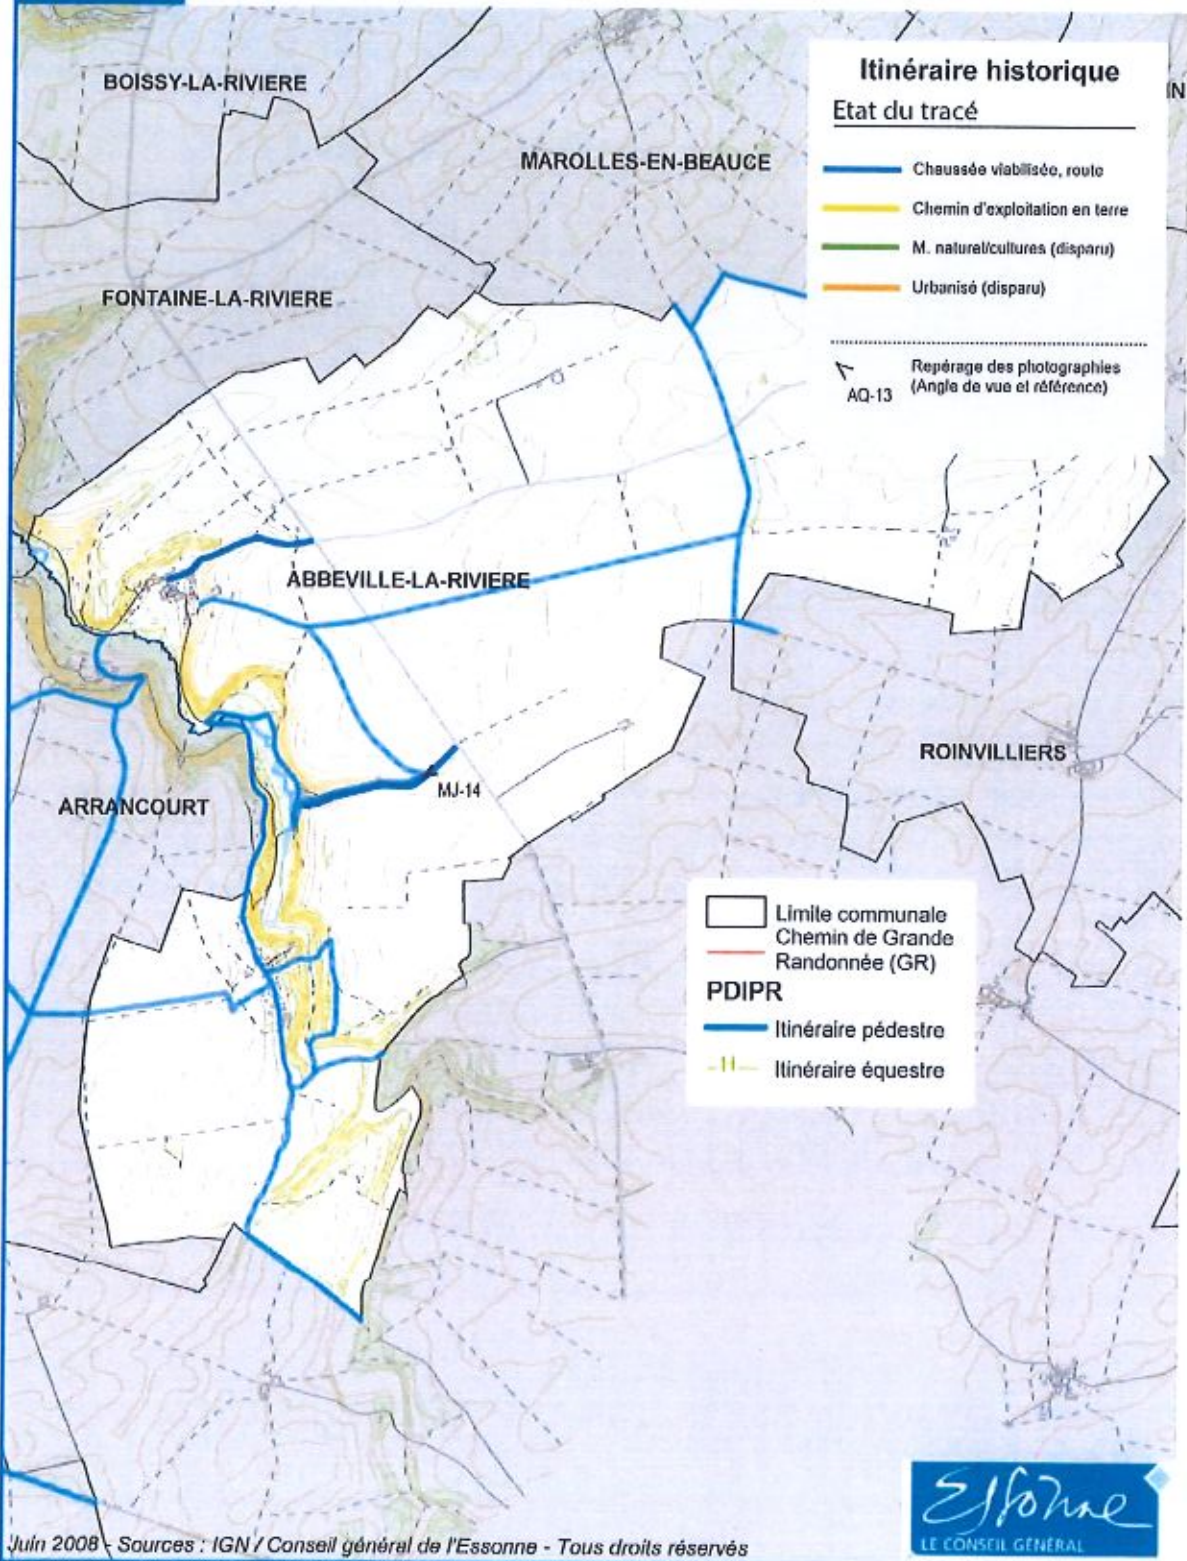 BOISSY-LA-RIVIERE
MAROLLES-EN-BEAUCE
FONTAINE-LA-RIVIERE
Itinéraire historique
Etat du tracé
Chaussée viabilisée, route
Chemin d'exploitation en terre
M. naturel/cultures (disparu)
Urbanisé (disparu)
Repérage des photographies
(Angle de vue et référence)
AQ-13
IN
ABBEVILLE-LA-RIVIERE
ROINVILLIERS
MJ-14
ARRANCOURT
Limite communale
Chemin de Grande
Randonnée (GR)
PDIPR
Itinéraire pédestre
Itinéraire équestre
Essonne
LE CONSEIL GÉNÉRAL
Juin 2008 - Sources : IGN / Conseil général de l'Essonne - Tous droits réservés